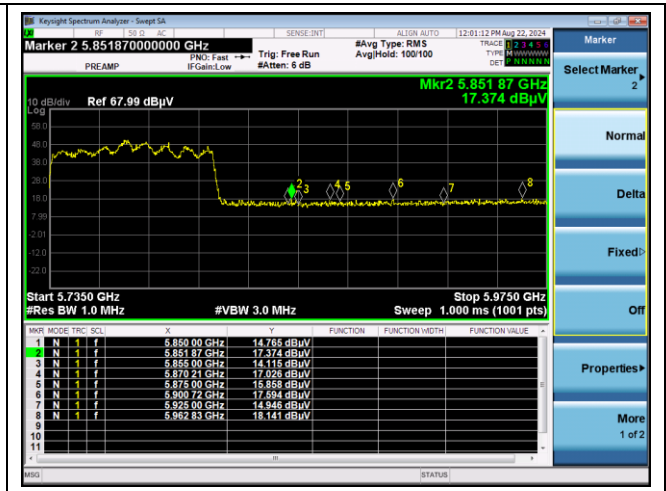 Keysight Spectrum Analyzer - Swept SA
RF 50 Ω AC SENSE:INT ALIGN AUTO 12:01:12 PM Aug 22, 2024
Marker 2 5.851870000000 GHz
PNO: Fast
IFGain:Low
PREAMP
Trig: Free Run
#Atten: 6 dB
#Avg Type: RMS
Avg|Hold: 100/100
TRACE 1 2 3 4 5 6
TYPE M WWWWW
DET P NNNNN
Mkr2 5.851 87 GHz
17.374 dBµV
10 dB/div Ref 67.99 dBµV
Log
58.0
48.0
38.0
28.0
18.0
7.99
-2.01
-12.0
-22.0
2 3 4 5 6 7 8
Start 5.7350 GHz Stop 5.9750 GHz
#Res BW 1.0 MHz #VBW 3.0 MHz Sweep 1.000 ms (1001 pts)
MKR MODE TRC SCL X Y FUNCTION FUNCTION WIDTH FUNCTION VALUE
1 N 1 f 5.850 00 GHz 14.765 dBµV
2 N 1 f 5.851 87 GHz 17.374 dBµV
3 N 1 f 5.855 00 GHz 14.115 dBµV
4 N 1 f 5.870 21 GHz 17.026 dBµV
5 N 1 f 5.875 00 GHz 15.858 dBµV
6 N 1 f 5.900 72 GHz 17.594 dBµV
7 N 1 f 5.925 00 GHz 14.946 dBµV
8 N 1 f 5.962 83 GHz 18.141 dBµV
9
10
11
MSG STATUS
Marker
Select Marker
2
Normal
Delta
Fixed
Off
Properties
More
1 of 2